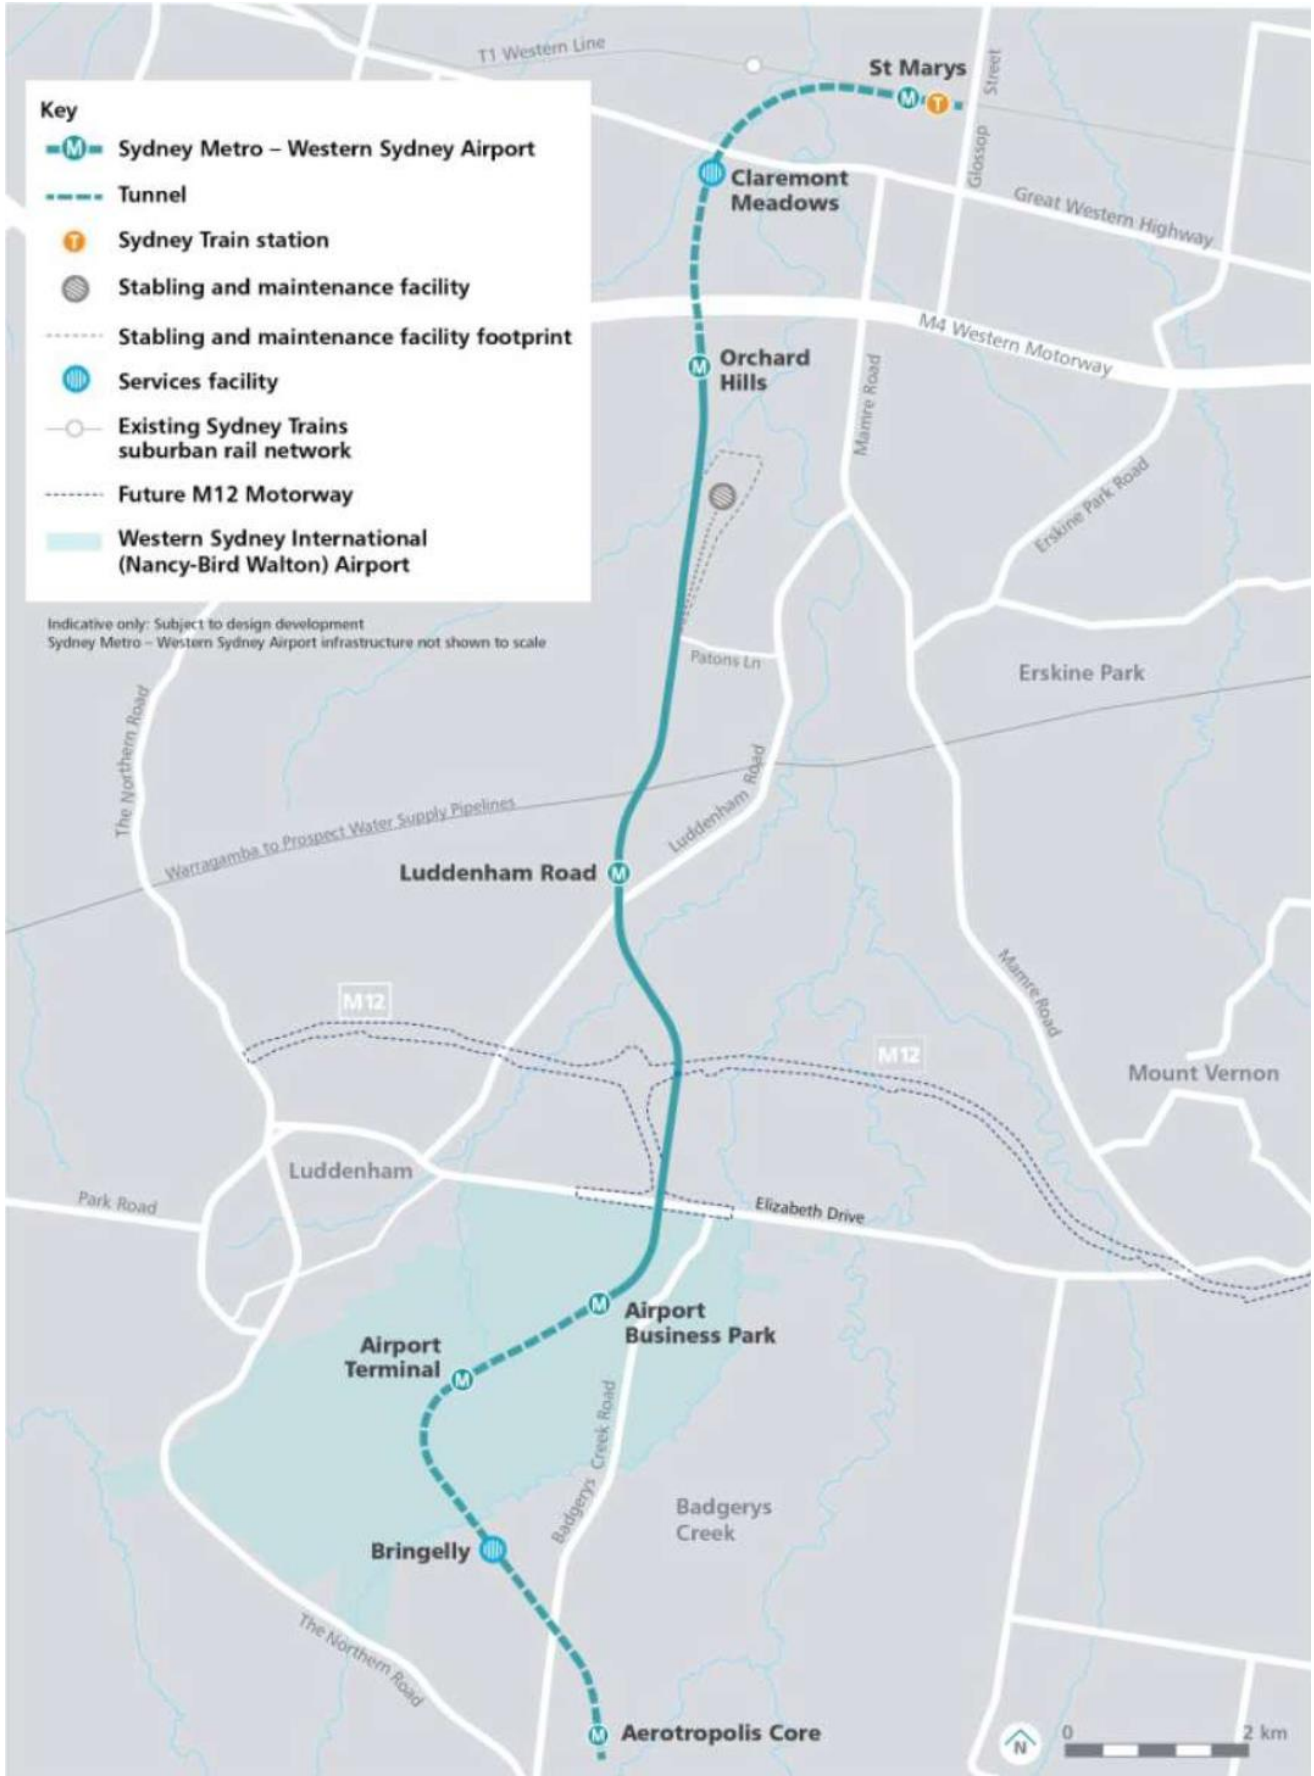 T1 Western Line
St Marys
M
T
Glossop
Street
Key
M
Sydney Metro – Western Sydney Airport
Tunnel
T
Sydney Train station
Stabling and maintenance facility
Stabling and maintenance facility footprint
Services facility
Existing Sydney Trains
suburban rail network
Future M12 Motorway
Western Sydney International
(Nancy-Bird Walton) Airport
Indicative only: Subject to design development
Sydney Metro – Western Sydney Airport infrastructure not shown to scale
Claremont
Meadows
Great Western Highway
M4 Western Motorway
M
Orchard
Hills
Mamre Road
Erskine Park Road
Patons Ln
Erskine Park
The Northern Road
Warragamba to Prospect Water Supply Pipelines
Luddenham Road
Luddenham Road
M
Mamre Road
M12
M12
Mount Vernon
Luddenham
Park Road
Elizabeth Drive
M
Airport
Business Park
Airport
Terminal
M
Badgerys Creek Road
Badgerys
Creek
Bringelly
The Northern Road
M
Aerotropolis Core
N
0
2 km